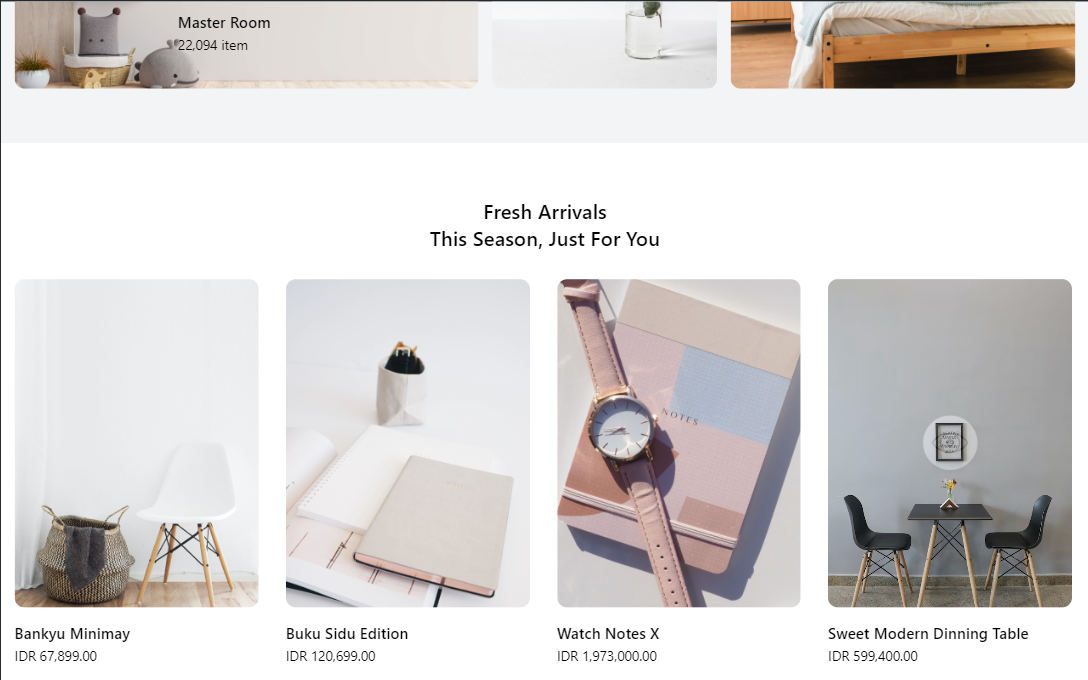 Master Room
22,094 item
Fresh Arrivals
This Season, Just For You
NOTES
Bankyu Minimay
IDR 67,899.00
Buku Sidu Edition
IDR 120,699.00
Watch Notes X
IDR 1,973,000.00
Sweet Modern Dinning Table
IDR 599,400.00